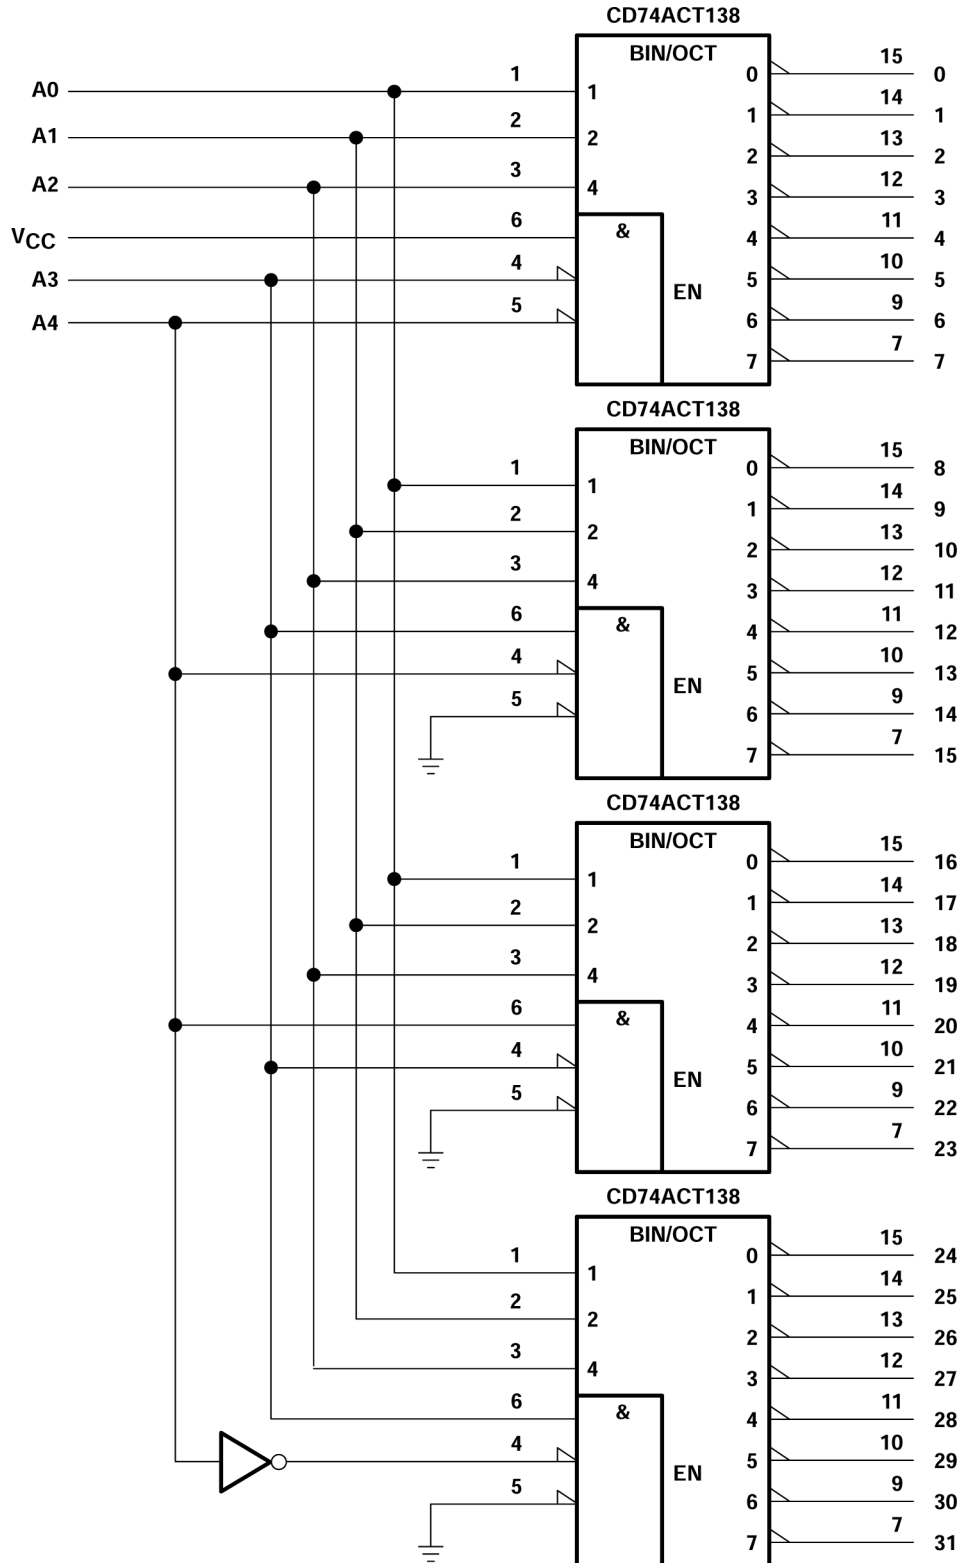 CD74ACT138
BIN/OCT
0 15 0
A0 1 1
1 14 1
A1 2 2
2 13 2
A2 3 4
3 12 3
VCC 6 &
4 11 4
A3 4
EN
5 10 5
A4 5
6 9 6
7 7 7
CD74ACT138
BIN/OCT
0 15 8
1 1
1 14 9
2 2
2 13 10
3 4
3 12 11
6 &
4 11 12
4
EN
5 10 13
5
6 9 14
7 7 15
CD74ACT138
BIN/OCT
0 15 16
1 1
1 14 17
2 2
2 13 18
3 4
3 12 19
6 &
4 11 20
4
EN
5 10 21
5
6 9 22
7 7 23
CD74ACT138
BIN/OCT
0 15 24
1 1
1 14 25
2 2
2 13 26
3 4
3 12 27
6 &
4 11 28
4
EN
5 10 29
5
6 9 30
7 7 31